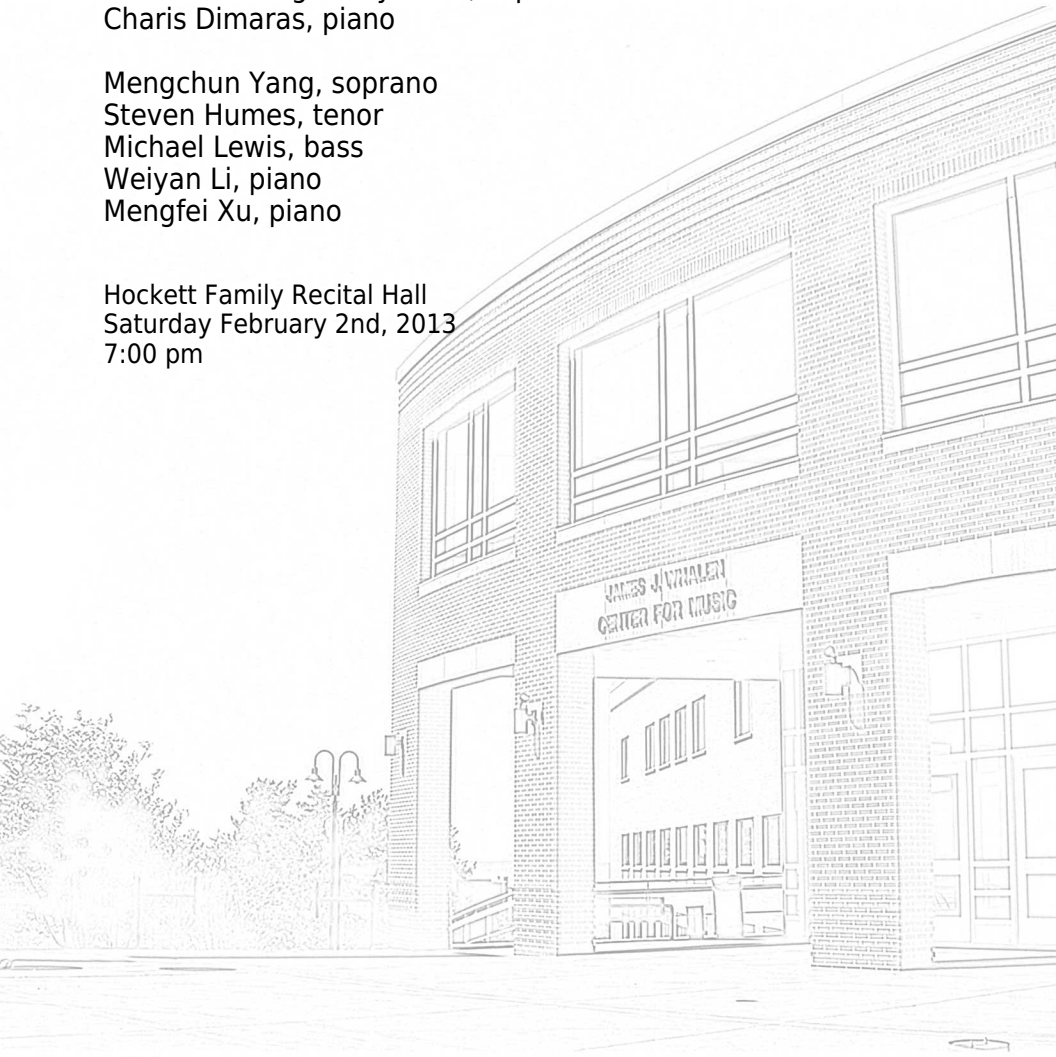 Charis Dimaras, piano
Mengchun Yang, soprano
Steven Humes, tenor
Michael Lewis, bass
Weiyan Li, piano
Mengfei Xu, piano
Hockett Family Recital Hall
Saturday February 2nd, 2013
7:00 pm
JAMES J. WHALEN
CENTER FOR MUSIC